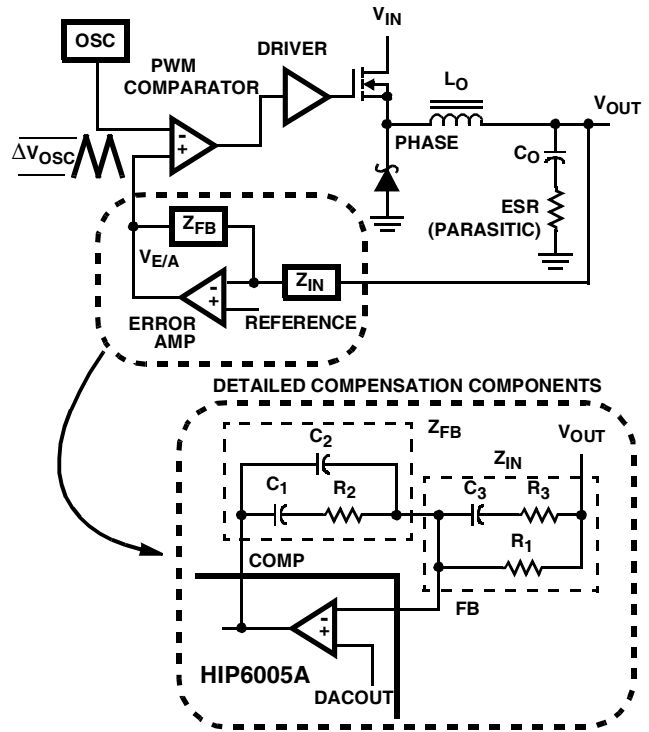 V_IN
OSC
DRIVER
PWM
COMPARATOR
L_O
V_OUT
-
+
PHASE
ΔV_OSC
C_O
ESR
(PARASITIC)
Z_FB
V_E/A
Z_IN
-
+
ERROR
AMP
REFERENCE
DETAILED COMPENSATION COMPONENTS
Z_FB
V_OUT
C_2
Z_IN
C_1
R_2
C_3
R_3
R_1
COMP
FB
-
+
HIP6005A
DACOUT